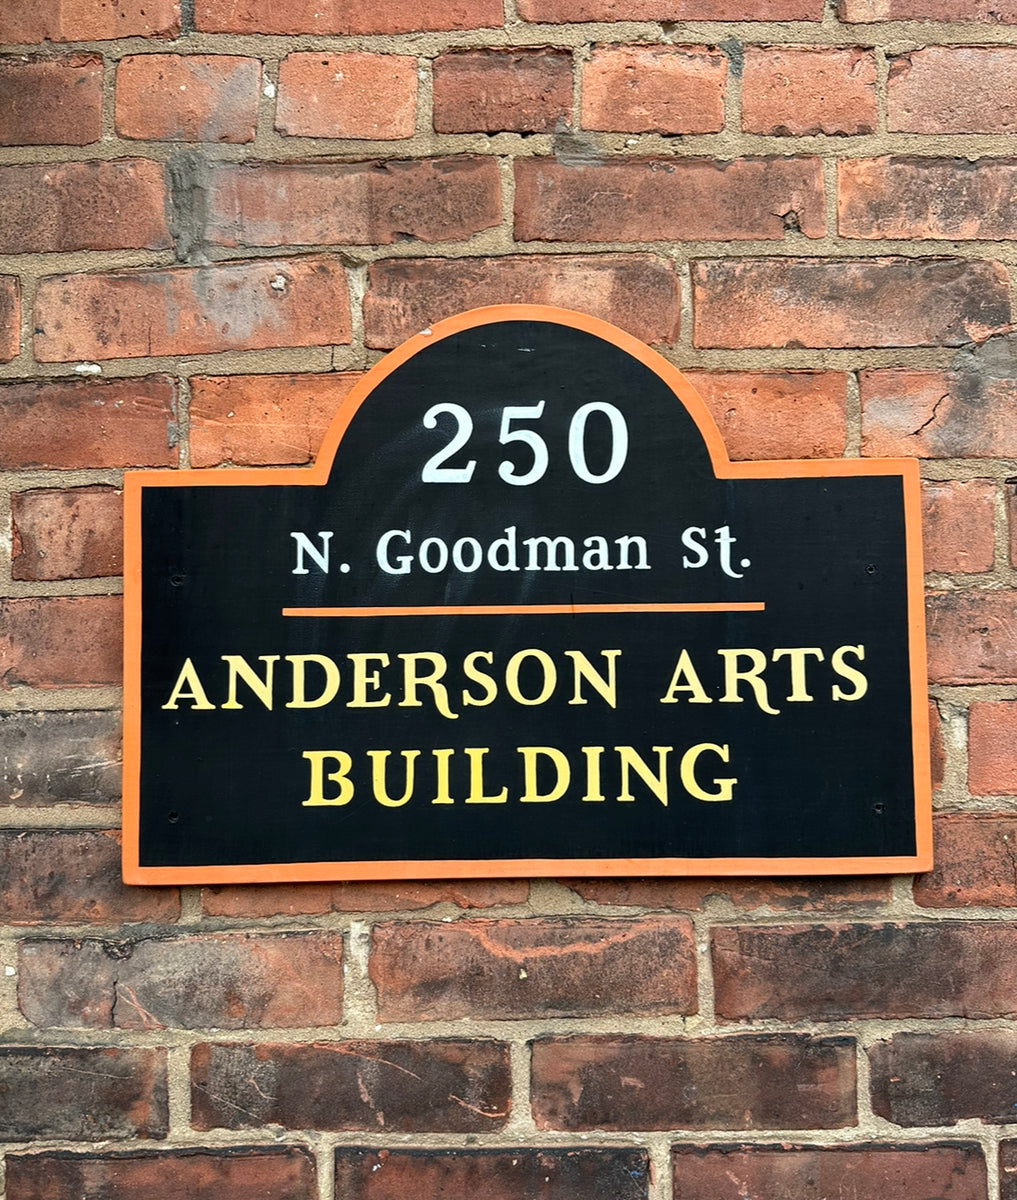 250
N. Goodman St.
ANDERSON ARTS
BUILDING